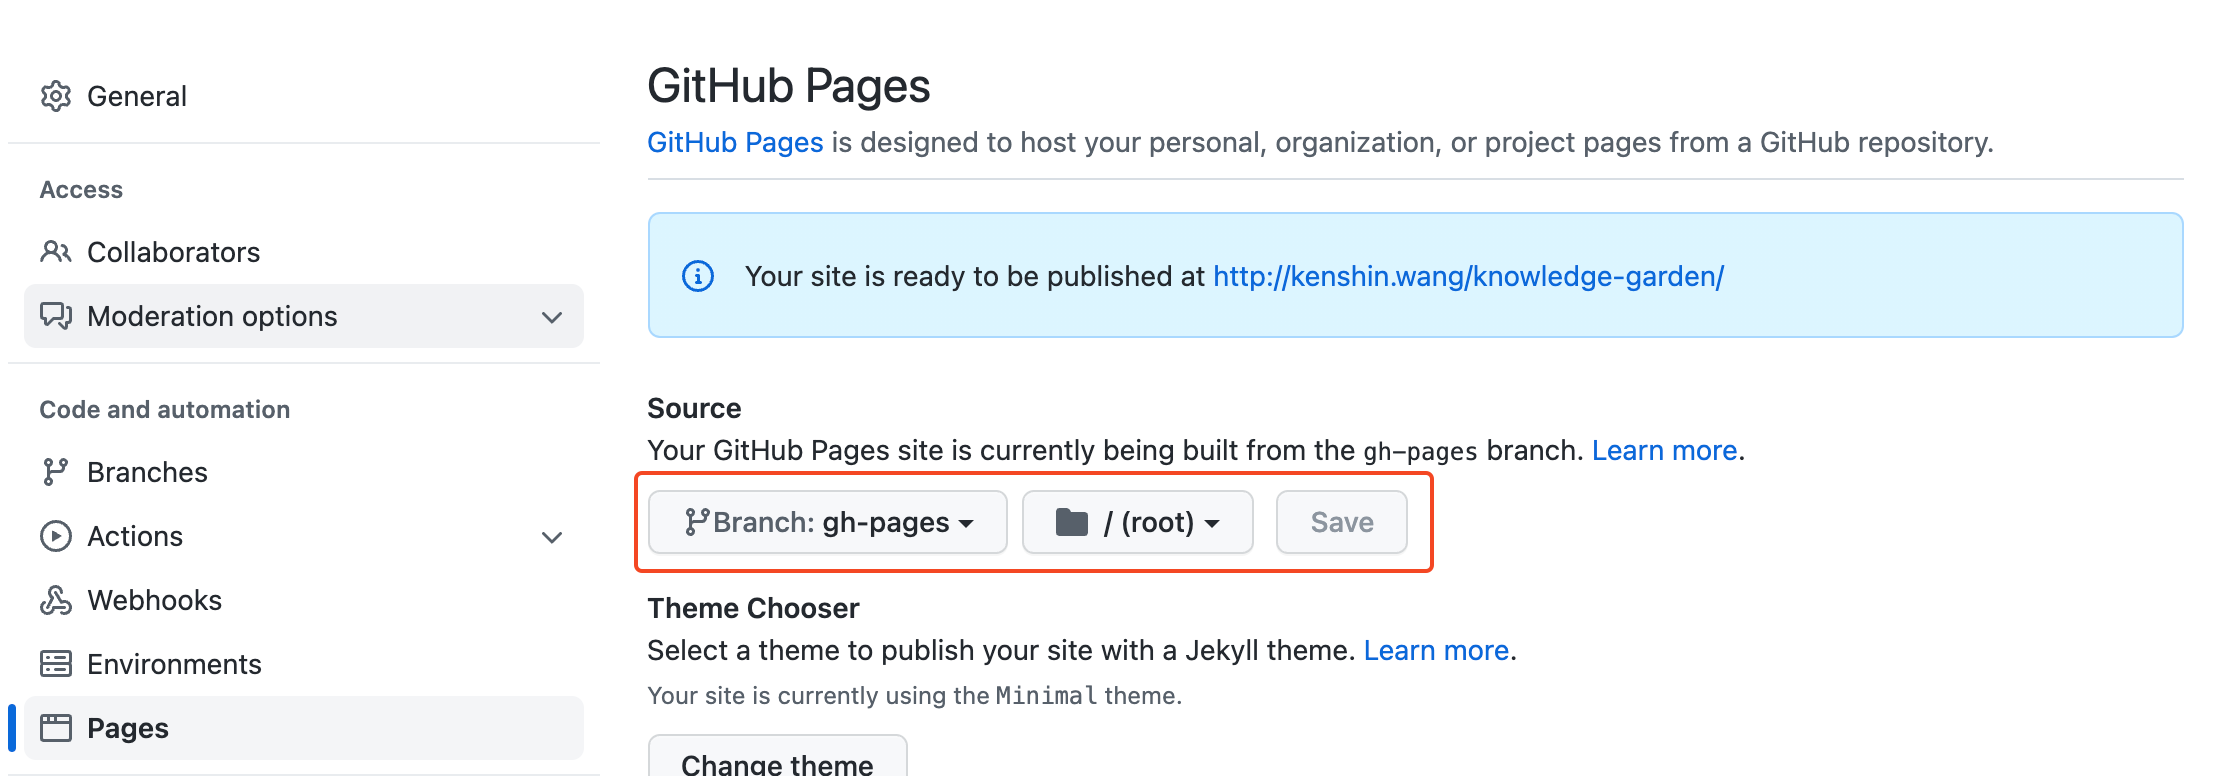 General
Access
Collaborators
Moderation options
Code and automation
Branches
Actions
Webhooks
Environments
Pages
GitHub Pages
GitHub Pages is designed to host your personal, organization, or project pages from a GitHub repository.
Your site is ready to be published at http://kenshin.wang/knowledge-garden/
Source
Your GitHub Pages site is currently being built from the gh-pages branch. Learn more.
Branch: gh-pages / (root) Save
Theme Chooser
Select a theme to publish your site with a Jekyll theme. Learn more.
Your site is currently using the Minimal theme.
Change theme